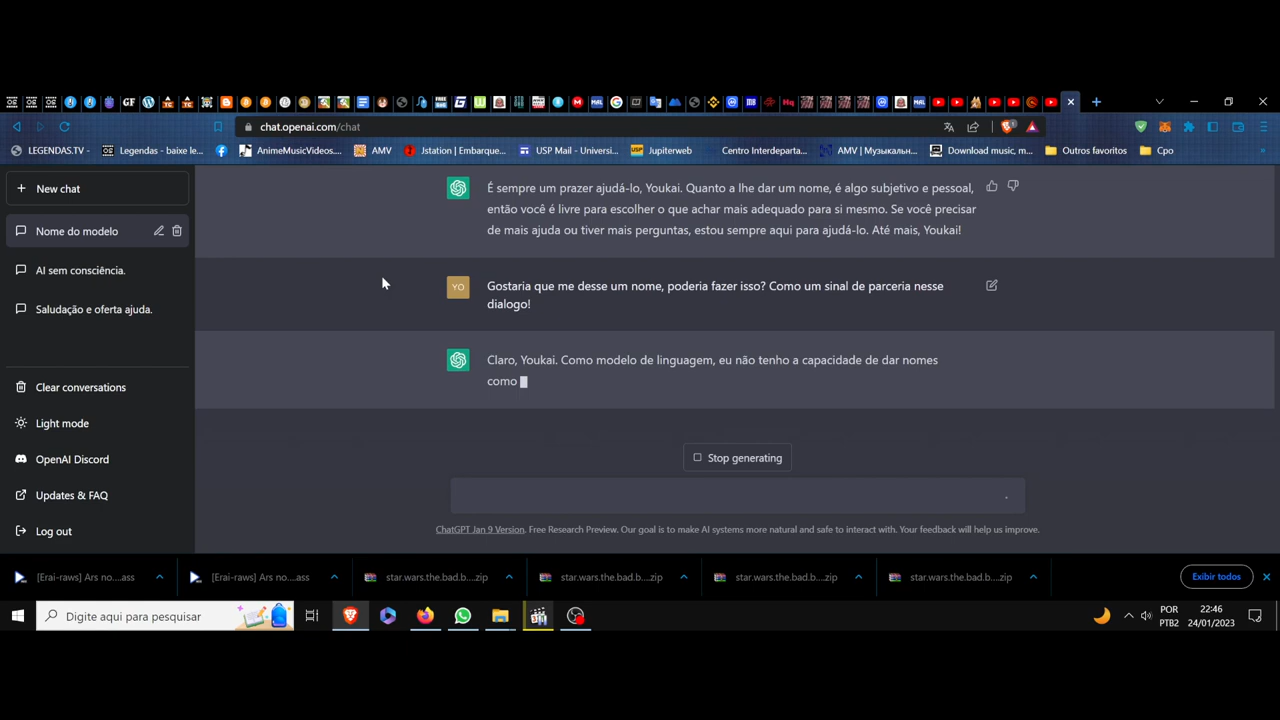 chat.openai.com/chat
LEGENDAS.TV -
Legendas - baixe le...
AnimeMusicVideos....
AMV
Jstation | Embarque...
USP Mail - Universi...
Jupiterweb
Centro Interdeparta...
AMV | Музыкальн...
Download music, m...
Outros favoritos
Cpo
New chat
Nome do modelo
AI sem consciência.
Saludação e oferta ajuda.
Clear conversations
Light mode
OpenAI Discord
Updates & FAQ
Log out
É sempre um prazer ajudá-lo, Youkai. Quanto a lhe dar um nome, é algo subjetivo e pessoal,
então você é livre para escolher o que achar mais adequado para si mesmo. Se você precisar
de mais ajuda ou tiver mais perguntas, estou sempre aqui para ajudá-lo. Até mais, Youkai!
YO
Gostaria que me desse um nome, poderia fazer isso? Como um sinal de parceria nesse
dialogo!
Claro, Youkai. Como modelo de linguagem, eu não tenho a capacidade de dar nomes
como
Stop generating
ChatGPT Jan 9 Version. Free Research Preview. Our goal is to make AI systems more natural and safe to interact with. Your feedback will help us improve.
[Erai-raws] Ars no....ass
[Erai-raws] Ars no....ass
star.wars.the.bad.b....zip
star.wars.the.bad.b....zip
star.wars.the.bad.b....zip
star.wars.the.bad.b....zip
Exibir todos
Digite aqui para pesquisar
POR
PTB2
22:46
24/01/2023